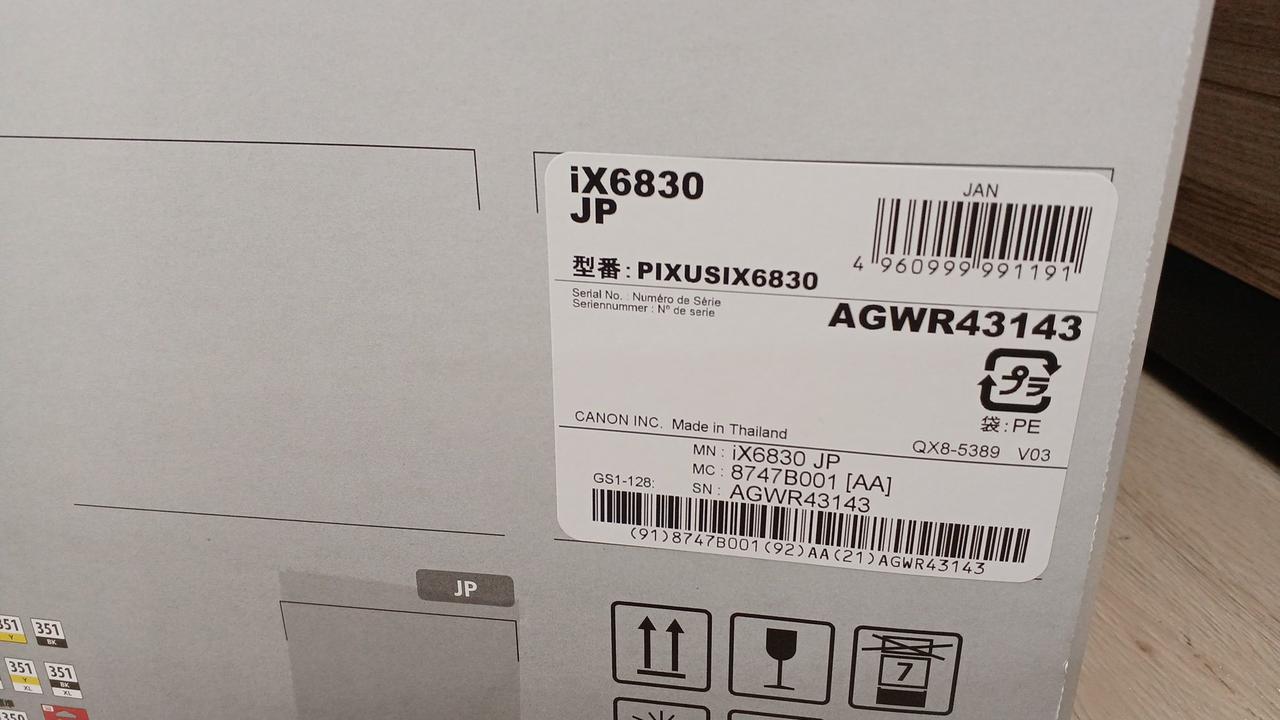 iX6830
JP
JAN
4 960999 991191
型番 : PIXUSIX6830
Serial No. : Numéro de Série
Seriennummer : Nº de serie
AGWR43143
プラ
袋 : PE
CANON INC. Made in Thailand
QX8-5389 V03
MN : iX6830 JP
MC : 8747B001 [AA]
GS1-128: SN : AGWR43143
(91)8747B001(92)AA(21)AGWR43143
JP
351 Y
351 BK
351 Y XL
351 BK XL
7